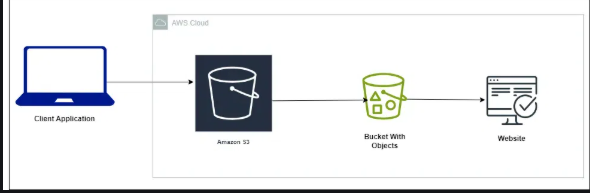 AWS Cloud
Client Application
Amazon S3
Bucket With
Objects
Website